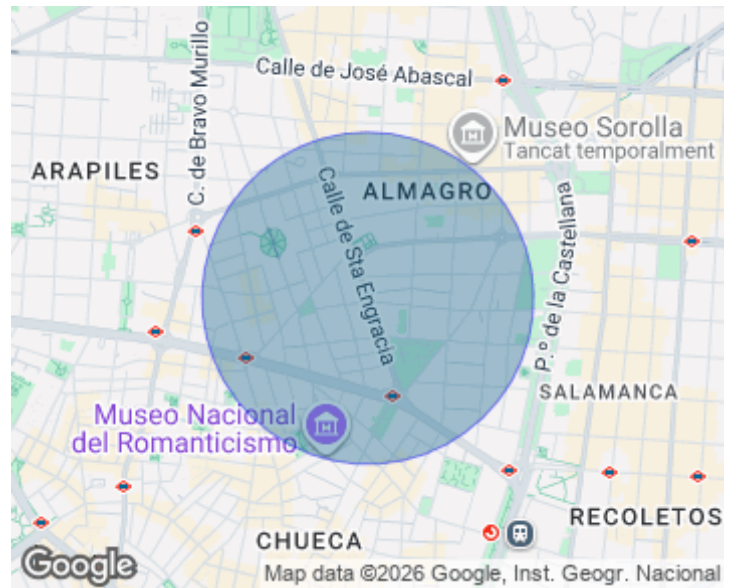 Calle de José Abascal
C. de Bravo Murillo
Museo Sorolla
Tancat temporalment
ARAPILES
ALMAGRO
Calle de Sta Engracia
P.º de la Castellana
SALAMANCA
Museo Nacional
del Romanticismo
RECOLETOS
CHUECA
Google
Map data ©2026 Google, Inst. Geogr. Nacional